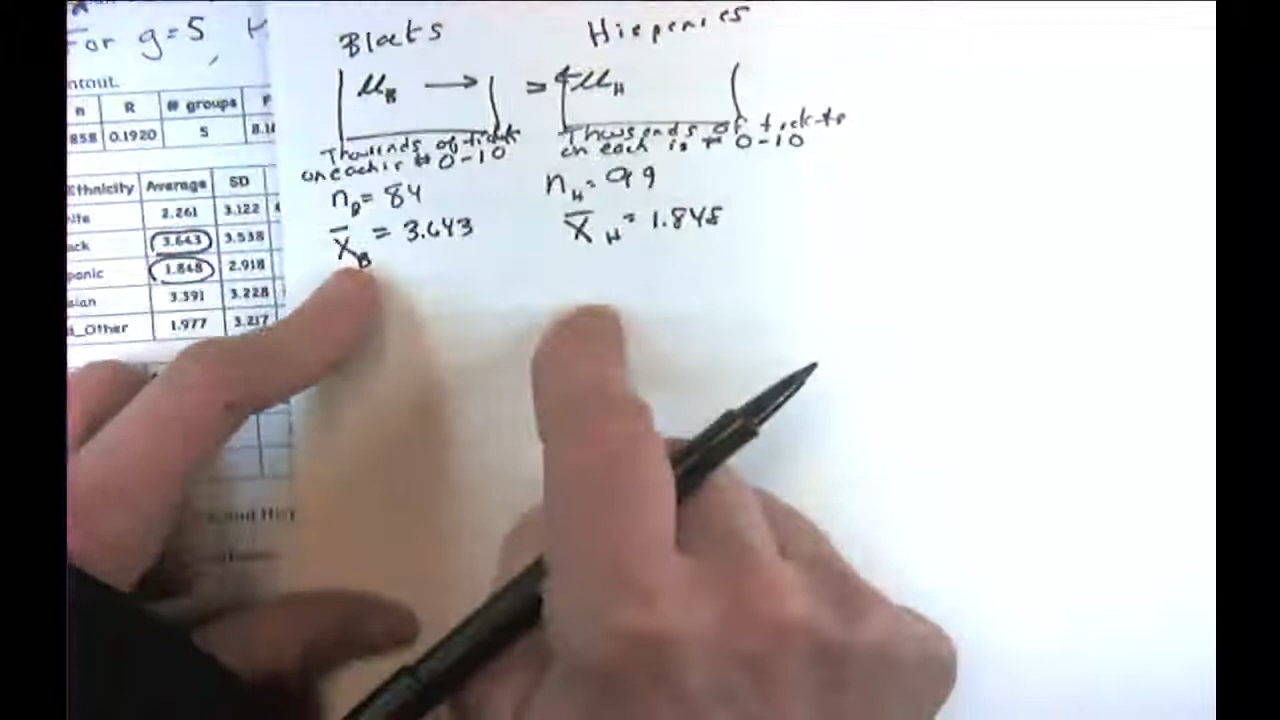 For g=5,
Blacks Hispanics
n R # groups
858 0.1920 5
Ethnicity Average SD
2.261 3.122
3.643 3.538
1.848 2.918
3.391 3.228
_Other 1.977 3.217
μB → = ← μH
Thousands of tickets
on each is # 0-10
nB = 84
X̄B = 3.643
Thousands of tickets
on each is # 0-10
nH = 99
X̄H = 1.848